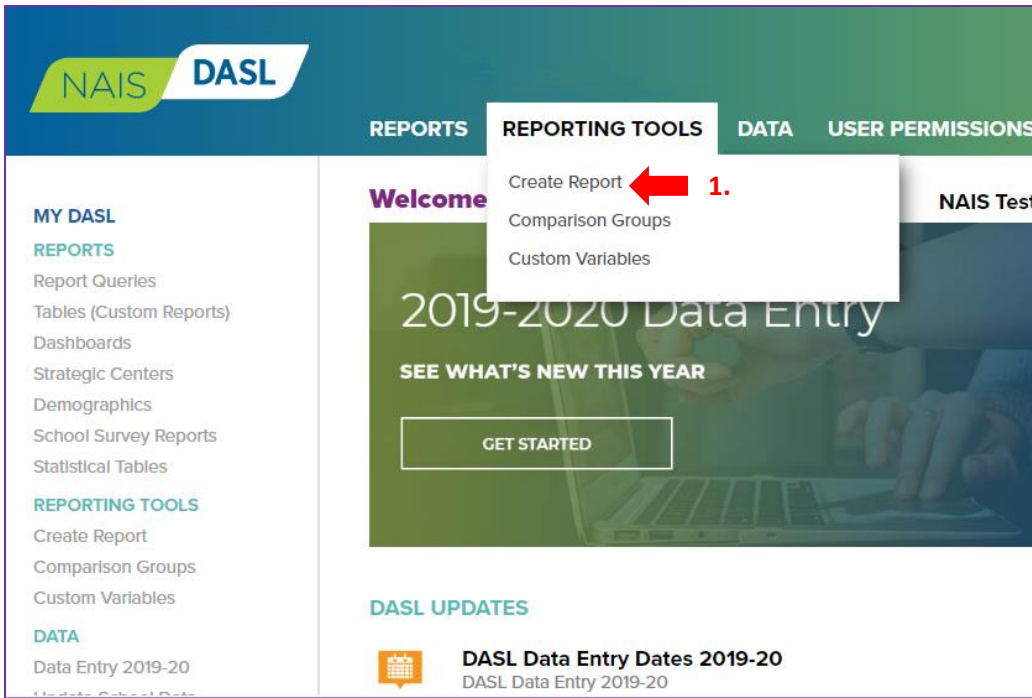 NAIS DASL
REPORTS REPORTING TOOLS DATA USER PERMISSIONS
Create Report 1.
Comparison Groups
Custom Variables
MY DASL
REPORTS
Report Queries
Tables (Custom Reports)
Dashboards
Strategic Centers
Demographics
School Survey Reports
Statistical Tables
REPORTING TOOLS
Create Report
Comparison Groups
Custom Variables
DATA
Data Entry 2019-20
Update School Data
Welcome NAIS Test
2019-2020 Data Entry
SEE WHAT'S NEW THIS YEAR
GET STARTED
DASL UPDATES
DASL Data Entry Dates 2019-20
DASL Data Entry 2019-20